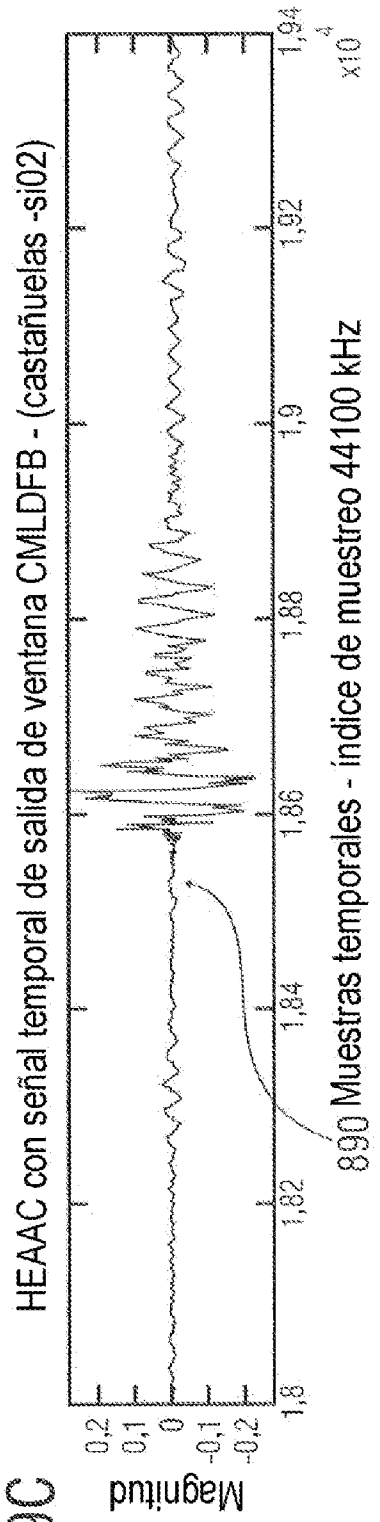 9C
HEAAC con señal temporal de salida de ventana CMLDFB - (castañuelas -si02)
Magnitud
0,2
0,1
0
-0,1
-0,2
1,8
1,82
1,84
1,86
1,88
1,9
1,92
1,94
x10⁴
890 Muestras temporales - índice de muestreo 44100 kHz